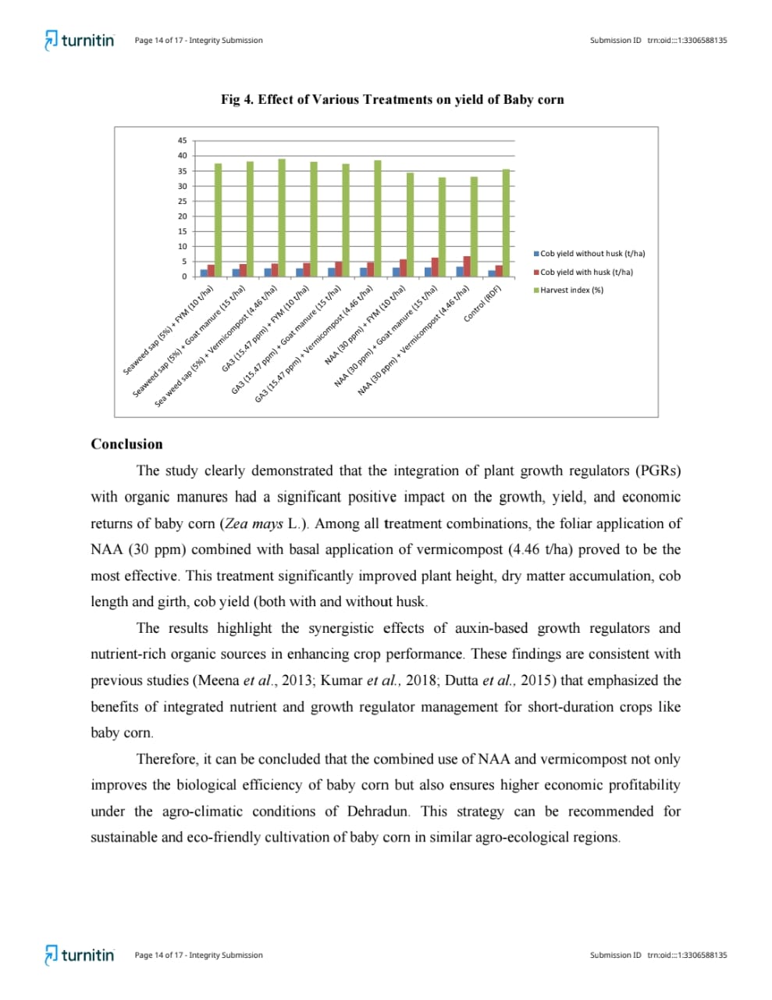 turnitin Page 14 of 17 - Integrity Submission Submission ID trn:oid:::1:3306588135
Fig 4. Effect of Various Treatments on yield of Baby corn
45
40
35
30
25
20
15
10
5
0
Seaweed sap (5%) + FYM (10 t/ha)
Seaweed sap (5%) + Goat manure (15 t/ha)
Sea weed sap (5%) + Vermicompost (4.46 t/ha)
GA3 (15.47 ppm) + FYM (10 t/ha)
GA3 (15.47 ppm) + Goat manure (15 t/ha)
GA3 (15.47 ppm) + Vermicompost (4.46 t/ha)
NAA (30 ppm) + FYM (10 t/ha)
NAA (30 ppm) + Goat manure (15 t/ha)
NAA (30 ppm) + Vermicompost (4.46 t/ha)
Control (RDF)
Cob yield without husk (t/ha)
Cob yield with husk (t/ha)
Harvest index (%)
Conclusion
The study clearly demonstrated that the integration of plant growth regulators (PGRs)
with organic manures had a significant positive impact on the growth, yield, and economic
returns of baby corn (Zea mays L.). Among all treatment combinations, the foliar application of
NAA (30 ppm) combined with basal application of vermicompost (4.46 t/ha) proved to be the
most effective. This treatment significantly improved plant height, dry matter accumulation, cob
length and girth, cob yield (both with and without husk.
The results highlight the synergistic effects of auxin-based growth regulators and
nutrient-rich organic sources in enhancing crop performance. These findings are consistent with
previous studies (Meena et al., 2013; Kumar et al., 2018; Dutta et al., 2015) that emphasized the
benefits of integrated nutrient and growth regulator management for short-duration crops like
baby corn.
Therefore, it can be concluded that the combined use of NAA and vermicompost not only
improves the biological efficiency of baby corn but also ensures higher economic profitability
under the agro-climatic conditions of Dehradun. This strategy can be recommended for
sustainable and eco-friendly cultivation of baby corn in similar agro-ecological regions.
turnitin Page 14 of 17 - Integrity Submission Submission ID trn:oid:::1:3306588135